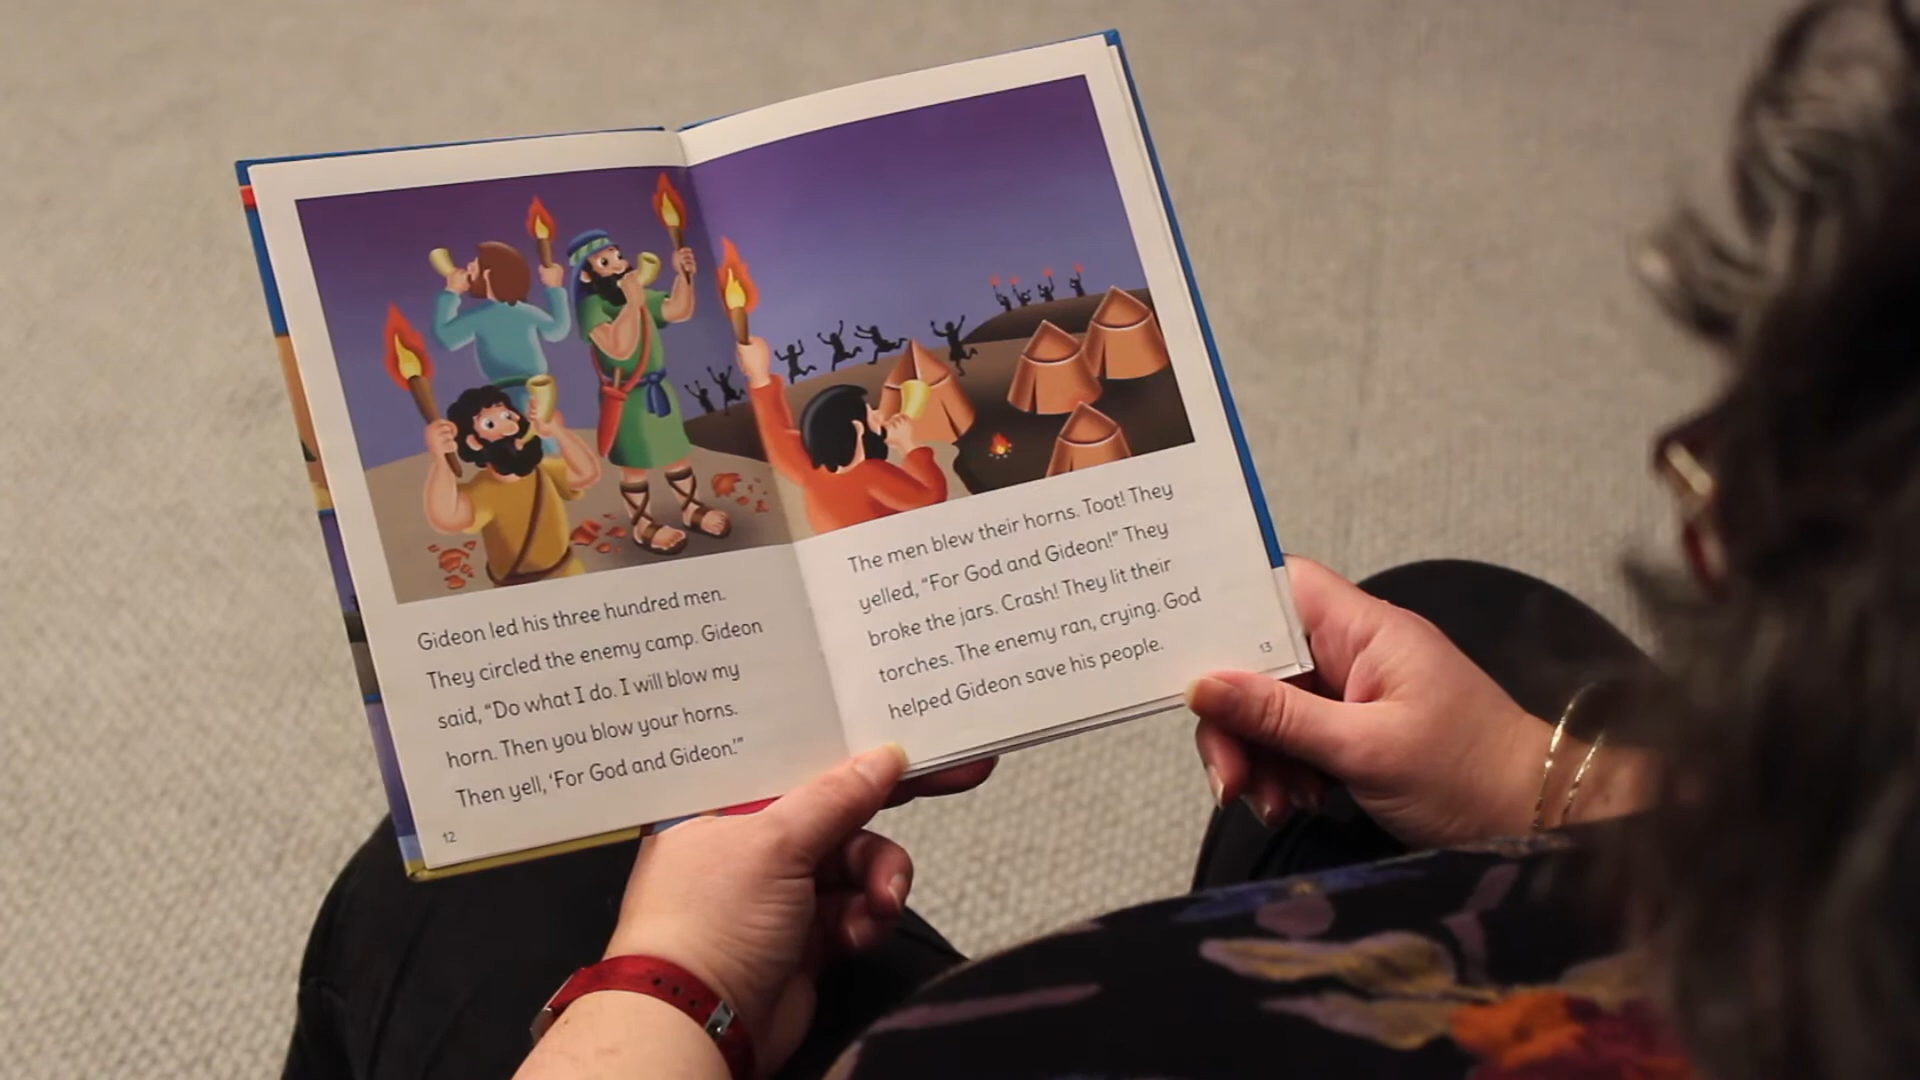 Gideon led his three hundred men.
They circled the enemy camp. Gideon
said, “Do what I do. I will blow my
horn. Then you blow your horns.
Then yell, ‘For God and Gideon.’”
12
The men blew their horns. Toot! They
yelled, “For God and Gideon!” They
broke the jars. Crash! They lit their
torches. The enemy ran, crying. God
helped Gideon save his people.
13